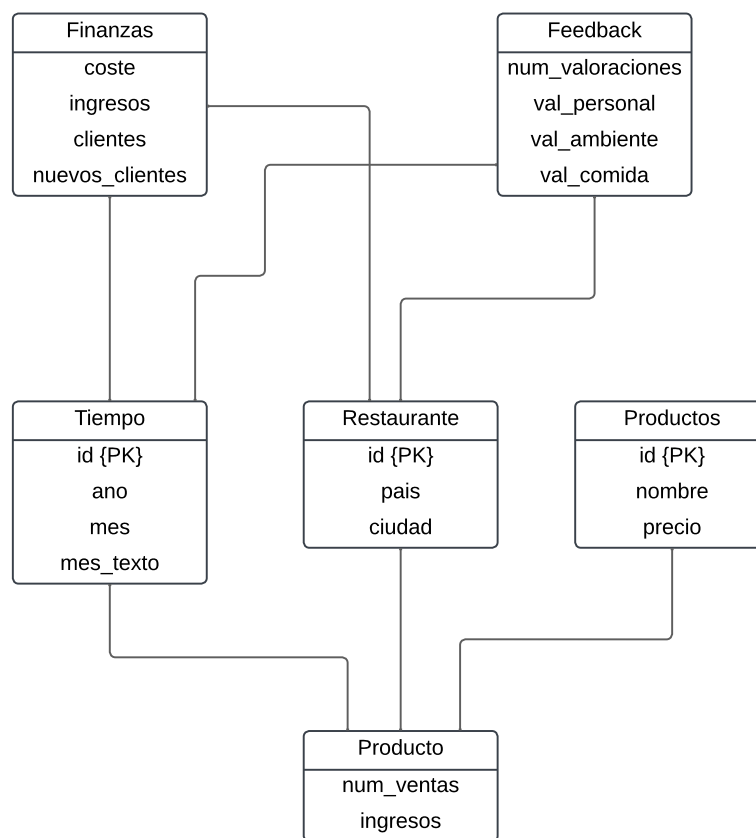 Finanzas
coste
ingresos
clientes
nuevos_clientes
Feedback
num_valoraciones
val_personal
val_ambiente
val_comida
Tiempo
id {PK}
ano
mes
mes_texto
Restaurante
id {PK}
pais
ciudad
Productos
id {PK}
nombre
precio
Producto
num_ventas
ingresos